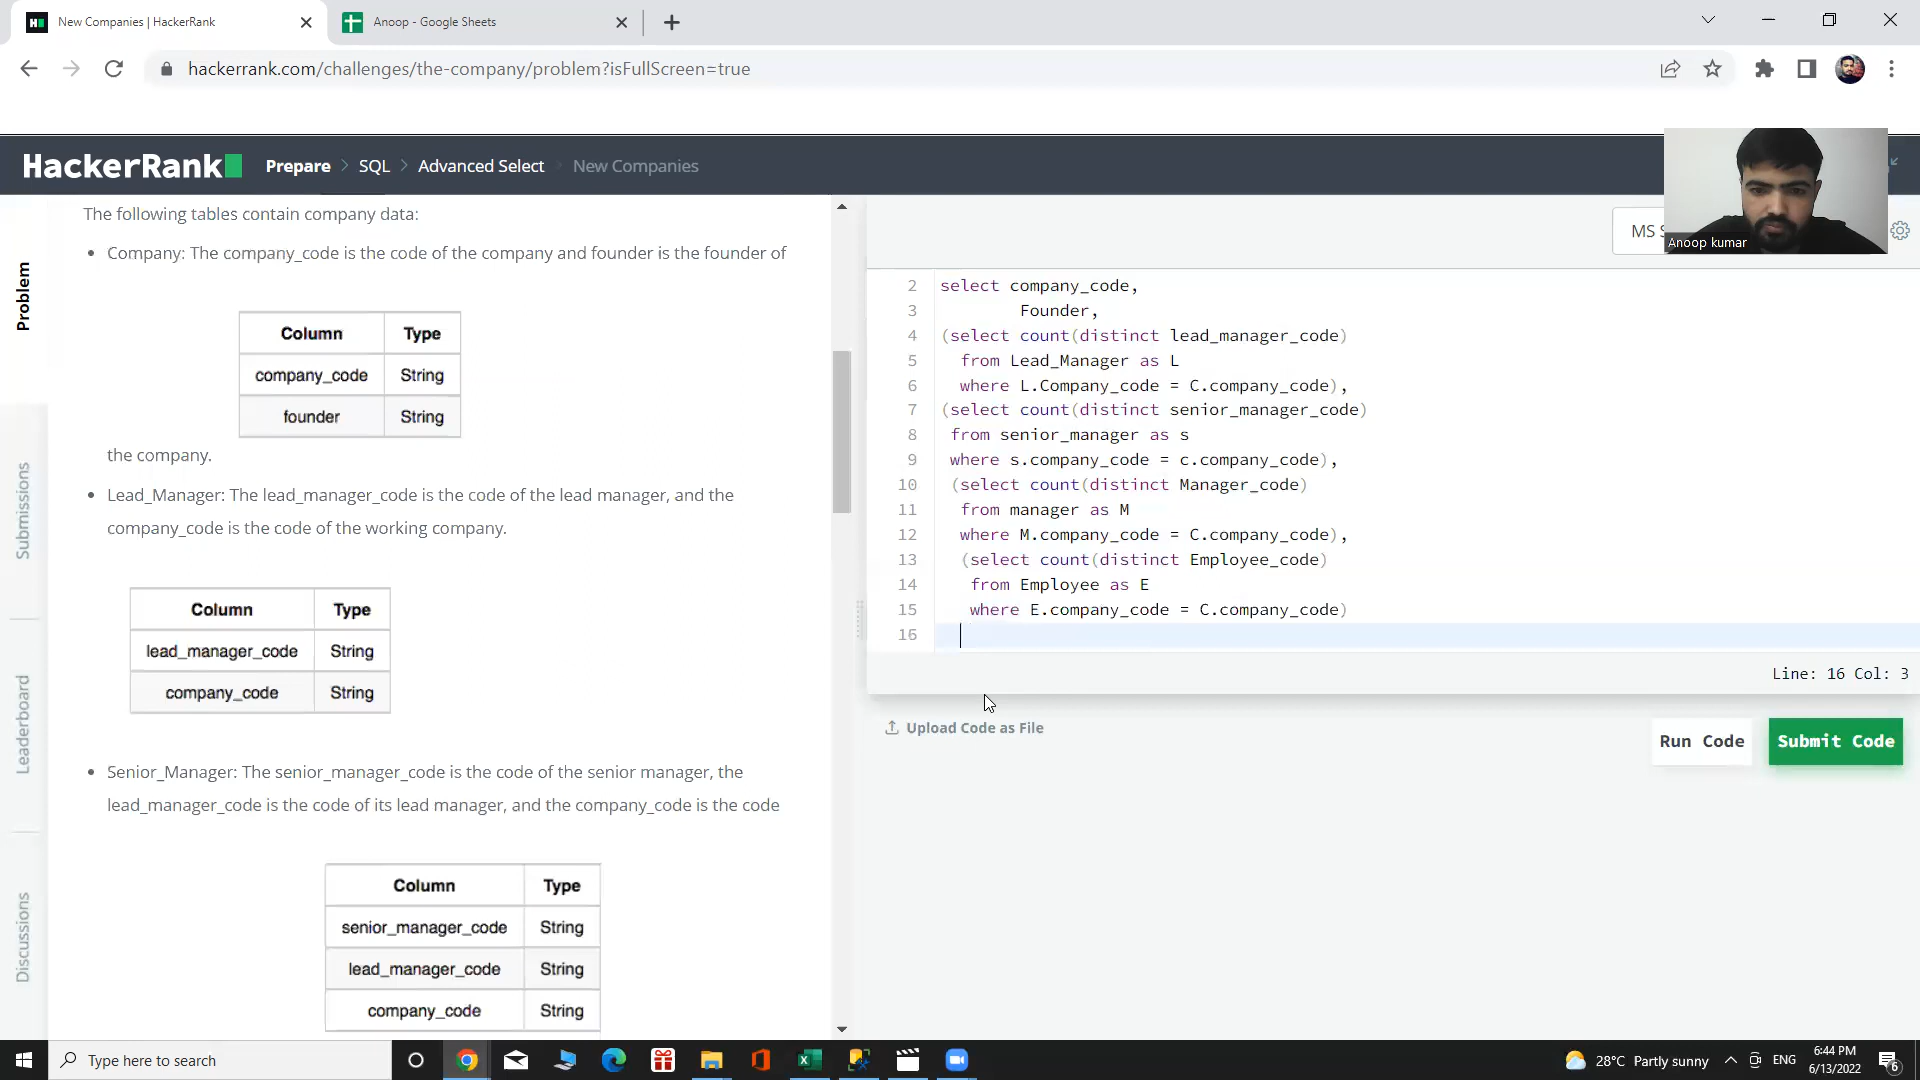 New Companies | HackerRank
Anoop - Google Sheets
hackerrank.com/challenges/the-company/problem?isFullScreen=true
HackerRank
Prepare > SQL > Advanced Select New Companies
MS S
Anoop kumar
Problem
Submissions
Leaderboard
Discussions
The following tables contain company data:
Company: The company_code is the code of the company and founder is the founder of
Column Type
company_code String
founder String
the company.
Lead_Manager: The lead_manager_code is the code of the lead manager, and the
company_code is the code of the working company.
Column Type
lead_manager_code String
company_code String
Senior_Manager: The senior_manager_code is the code of the senior manager, the
lead_manager_code is the code of its lead manager, and the company_code is the code
Column Type
senior_manager_code String
lead_manager_code String
company_code String
2 select company_code,
3 Founder,
4 (select count(distinct lead_manager_code)
5 from Lead_Manager as L
6 where L.Company_code = C.company_code),
7 (select count(distinct senior_manager_code)
8 from senior_manager as s
9 where s.company_code = c.company_code),
10 (select count(distinct Manager_code)
11 from manager as M
12 where M.company_code = C.company_code),
13 (select count(distinct Employee_code)
14 from Employee as E
15 where E.company_code = C.company_code)
16
Line: 16 Col: 3
Upload Code as File
Run Code
Submit Code
Type here to search
28°C Partly sunny
ENG
6:44 PM
6/13/2022
6